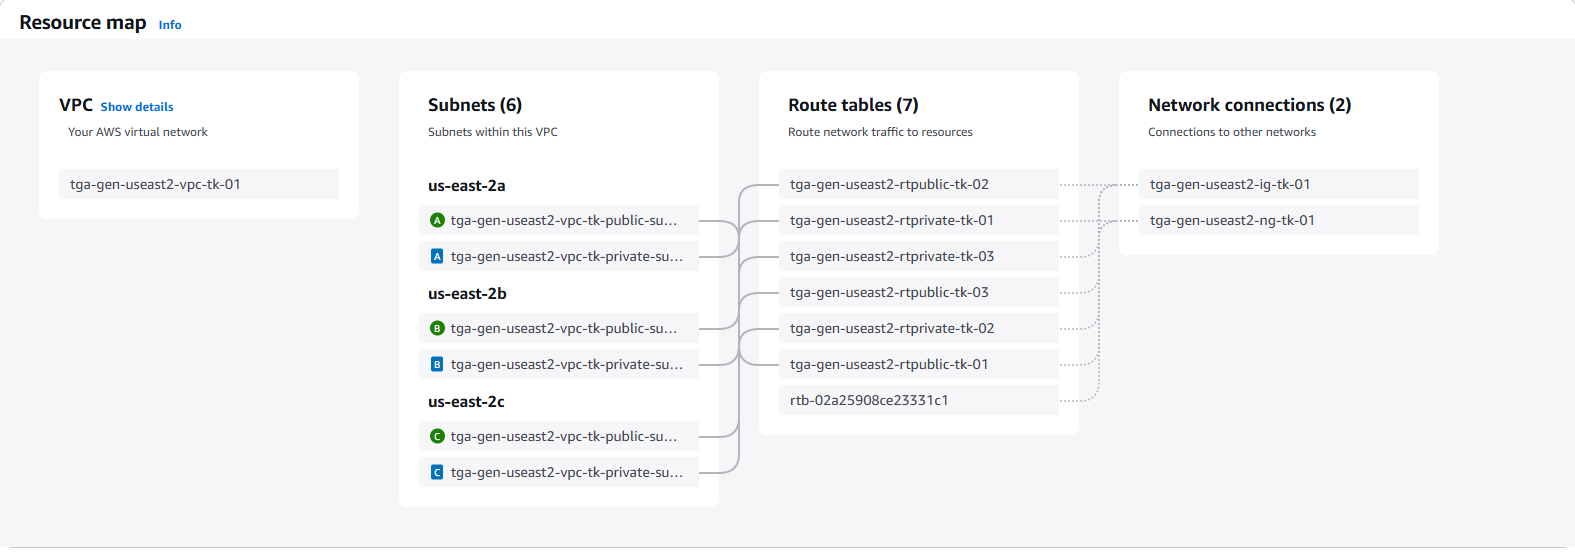 Resource map Info
VPC Show details
Your AWS virtual network
tga-gen-useast2-vpc-tk-01
Subnets (6)
Subnets within this VPC
us-east-2a
A tga-gen-useast2-vpc-tk-public-su...
A tga-gen-useast2-vpc-tk-private-su...
us-east-2b
B tga-gen-useast2-vpc-tk-public-su...
B tga-gen-useast2-vpc-tk-private-su...
us-east-2c
C tga-gen-useast2-vpc-tk-public-su...
C tga-gen-useast2-vpc-tk-private-su...
Route tables (7)
Route network traffic to resources
tga-gen-useast2-rtpublic-tk-02
tga-gen-useast2-rtprivate-tk-01
tga-gen-useast2-rtprivate-tk-03
tga-gen-useast2-rtpublic-tk-03
tga-gen-useast2-rtprivate-tk-02
tga-gen-useast2-rtpublic-tk-01
rtb-02a25908ce23331c1
Network connections (2)
Connections to other networks
tga-gen-useast2-ig-tk-01
tga-gen-useast2-ng-tk-01